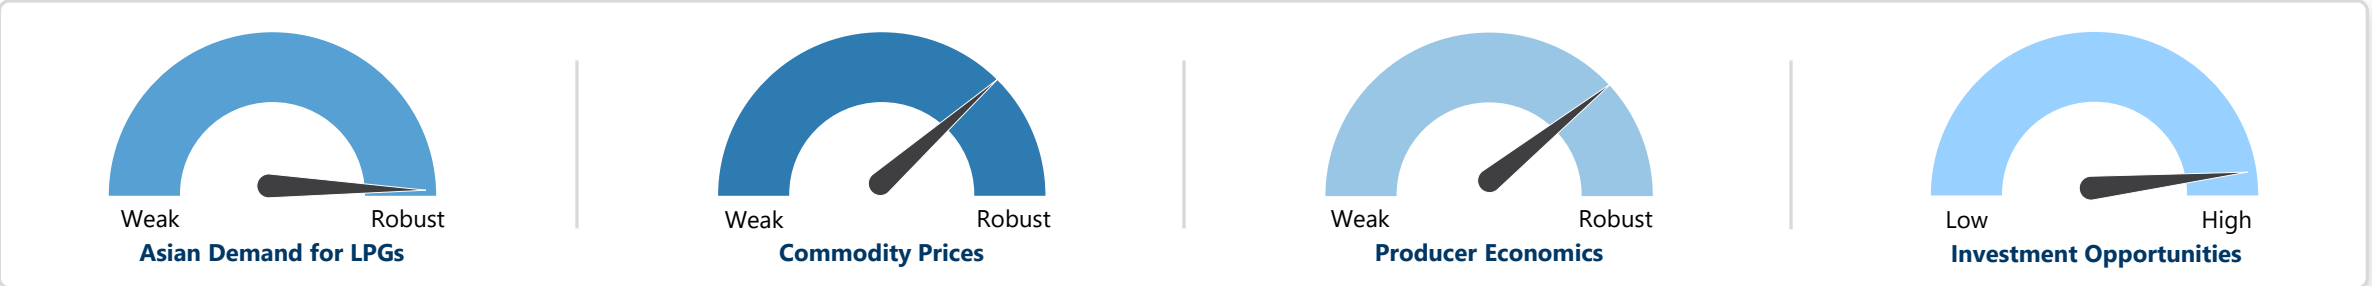 Weak Robust
Asian Demand for LPGs
Weak Robust
Commodity Prices
Weak Robust
Producer Economics
Low High
Investment Opportunities